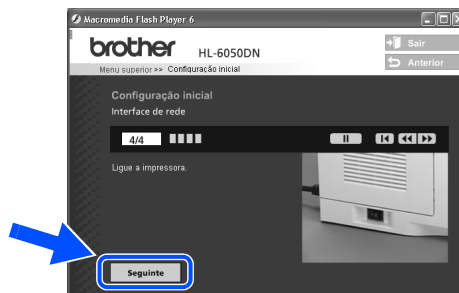 Macromedia Flash Player 6
brother HL-6050DN
Sair
Anterior
Menu superior >> Configuração inicial
Configuração inicial
Interface de rede
4/4
Ligue a impressora.
Seguinte